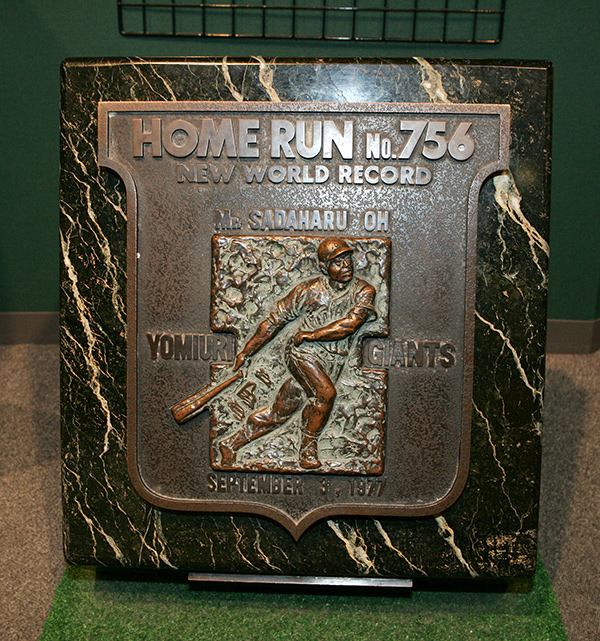 HOME RUN No.756
NEW WORLD RECORD
MR. SADAHARU OH
YOMIURI GIANTS
SEPTEMBER 3, 1977